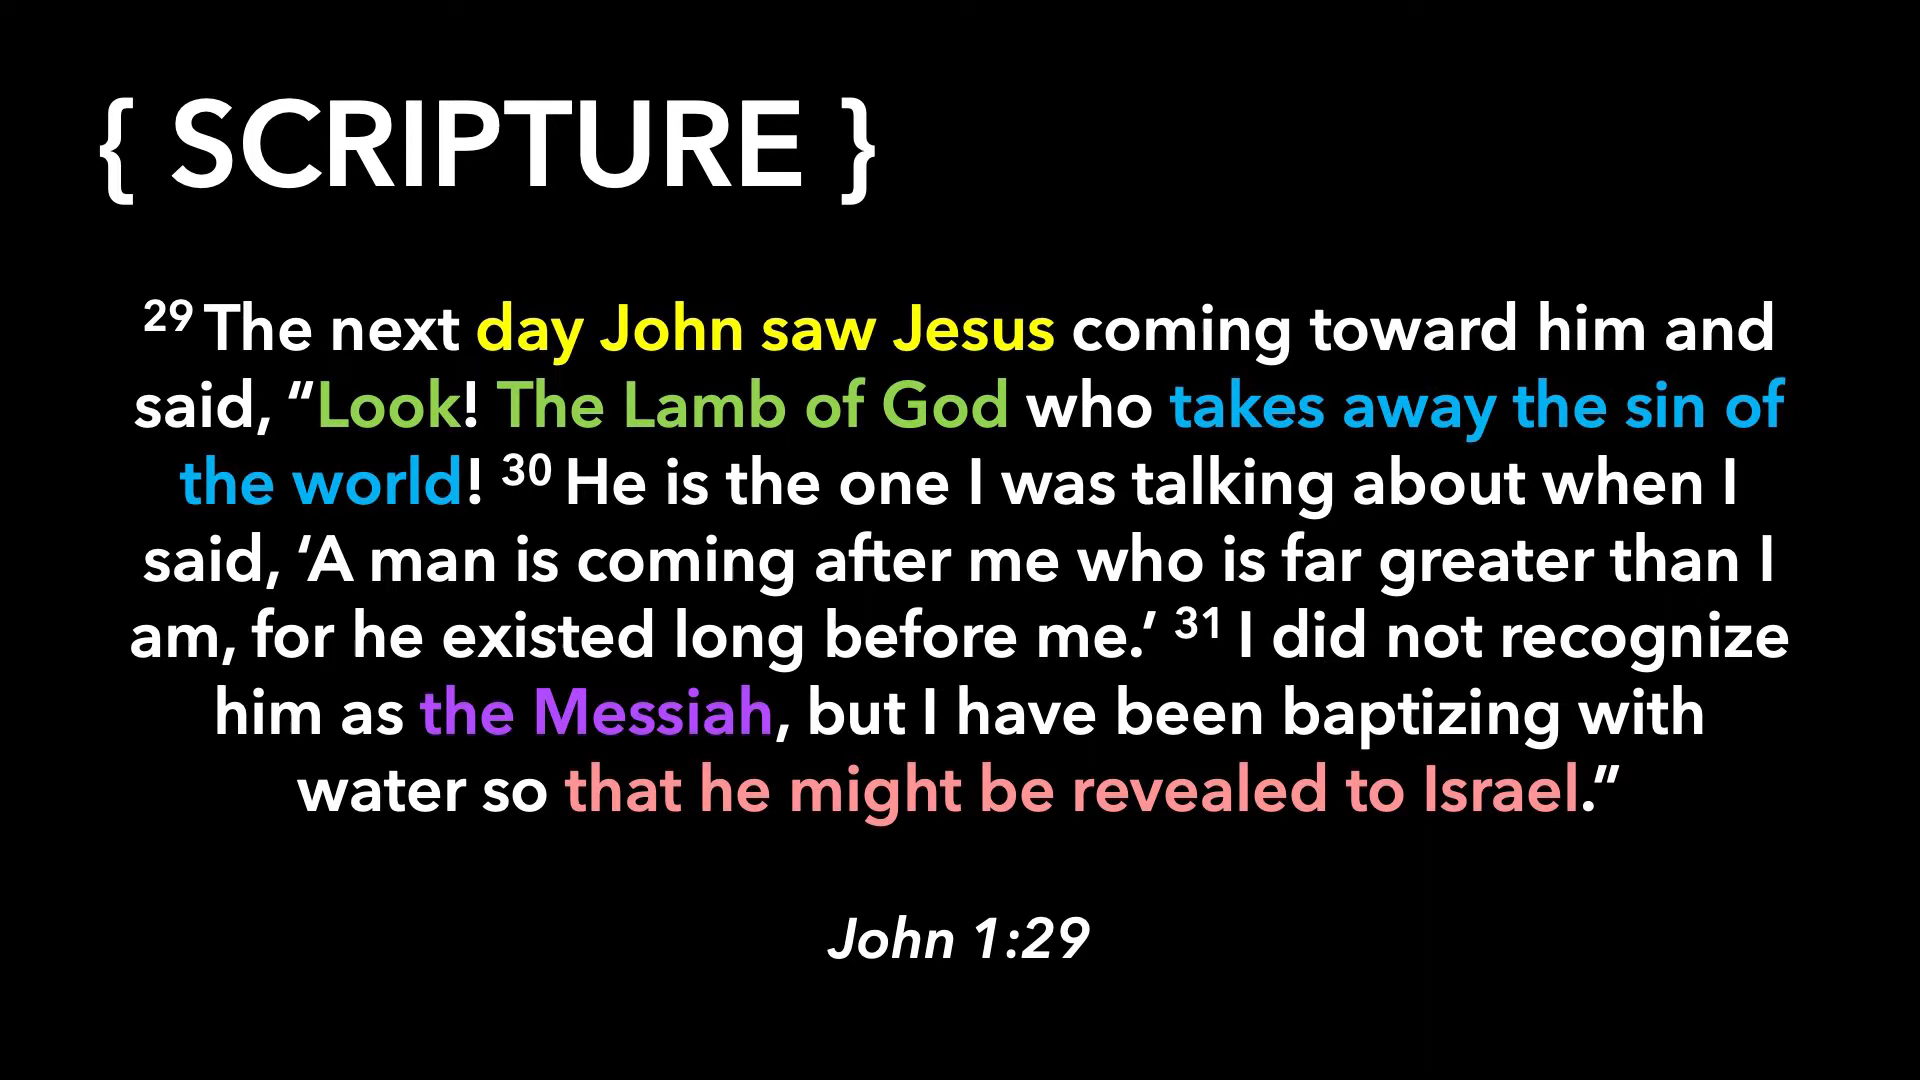 { SCRIPTURE }
29 The next day John saw Jesus coming toward him and
said, “Look! The Lamb of God who takes away the sin of
the world! 30 He is the one I was talking about when I
said, ‘A man is coming after me who is far greater than I
am, for he existed long before me.’ 31 I did not recognize
him as the Messiah, but I have been baptizing with
water so that he might be revealed to Israel.”
John 1:29